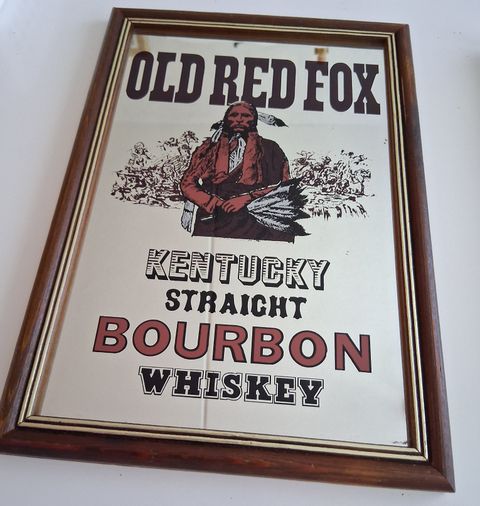 OLD RED FOX
KENTUCKY
STRAIGHT
BOURBON
WHISKEY